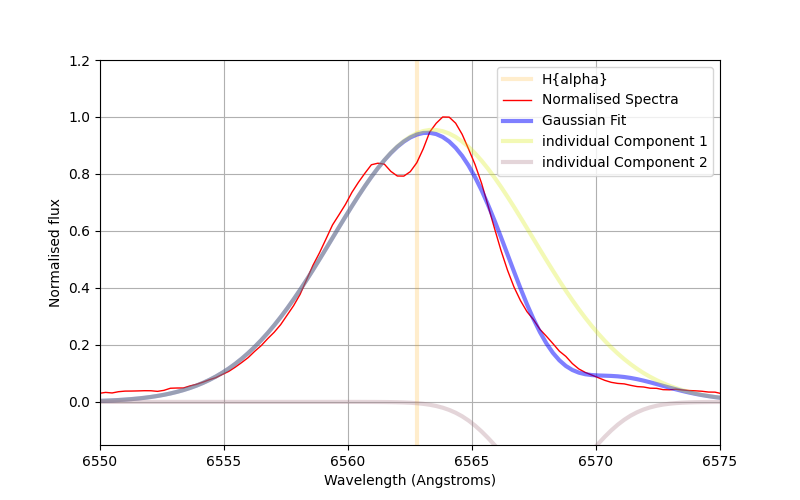 1.2
1.0
0.8
0.6
0.4
0.2
0.0
Normalised flux
H{alpha}
Normalised Spectra
Gaussian Fit
individual Component 1
individual Component 2
6550 6555 6560 6565 6570 6575
Wavelength (Angstroms)